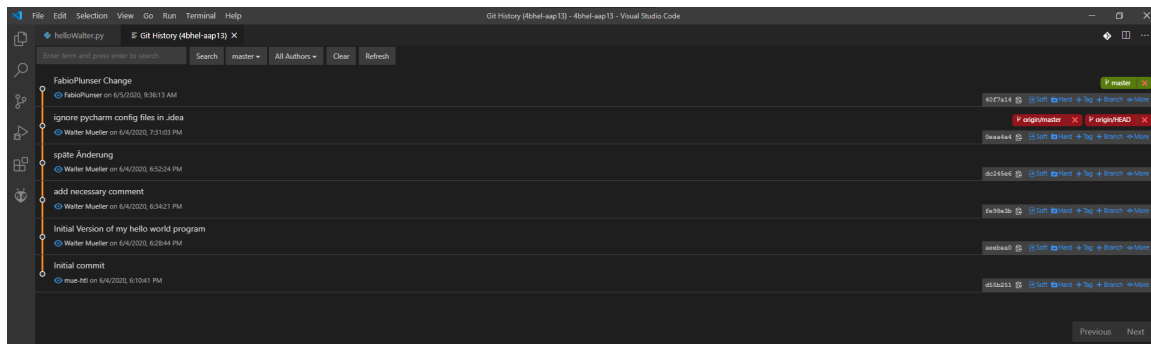 File Edit Selection View Go Run Terminal Help
Git History (4bhel-aap13) - 4bhel-aap13 - Visual Studio Code
helloWalter.py Git History (4bhel-aap13)
Enter term and press enter to search Search master All Authors Clear Refresh
FabioPlunser Change
master
FabioPlunser on 6/5/2020, 9:36:13 AM
40f7a14 Soft Hard + Tag + Branch More
ignore pycharm config files in .idea
origin/master origin/HEAD
Walter Mueller on 6/4/2020, 7:31:03 PM
Soft Hard + Tag + Branch More
späte Änderung
Walter Mueller on 6/4/2020, 6:52:24 PM
dc245e6 Soft Hard + Tag + Branch More
add necessary comment
Walter Mueller on 6/4/2020, 6:34:21 PM
fe98e3b Soft Hard + Tag + Branch More
Initial Version of my hello world program
Walter Mueller on 6/4/2020, 6:28:44 PM
Soft Hard + Tag + Branch More
Initial commit
mue-htl on 6/4/2020, 6:10:41 PM
d55b251 Soft Hard + Tag + Branch More
Previous Next